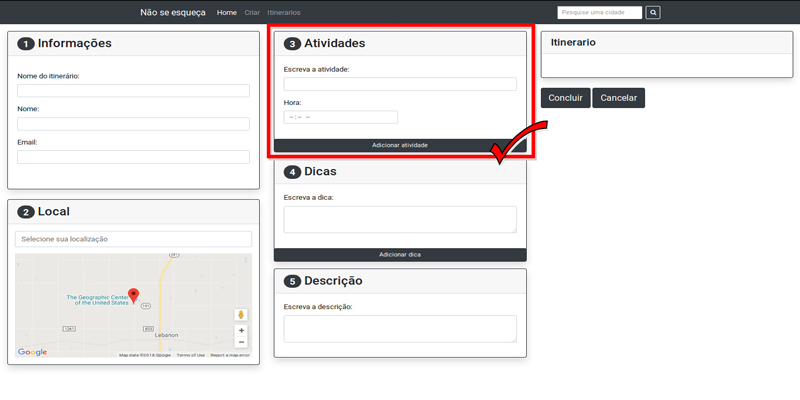 Não se esqueça Home Criar Itinerarios Pesquise uma cidade
1 Informações
Nome do itinerário:
Nome:
Email:
2 Local
Selecione sua localização
281
The Geographic Center
of the United States
191
1261
803
Lebanon
Google
Map data ©2018 Google Terms of Use Report a map error
3 Atividades
Escreva a atividade:
Hora:
--:-- --
Adicionar atividade
4 Dicas
Escreva a dica:
Adicionar dica
5 Descrição
Escreva a descrição:
Itinerario
Concluir Cancelar